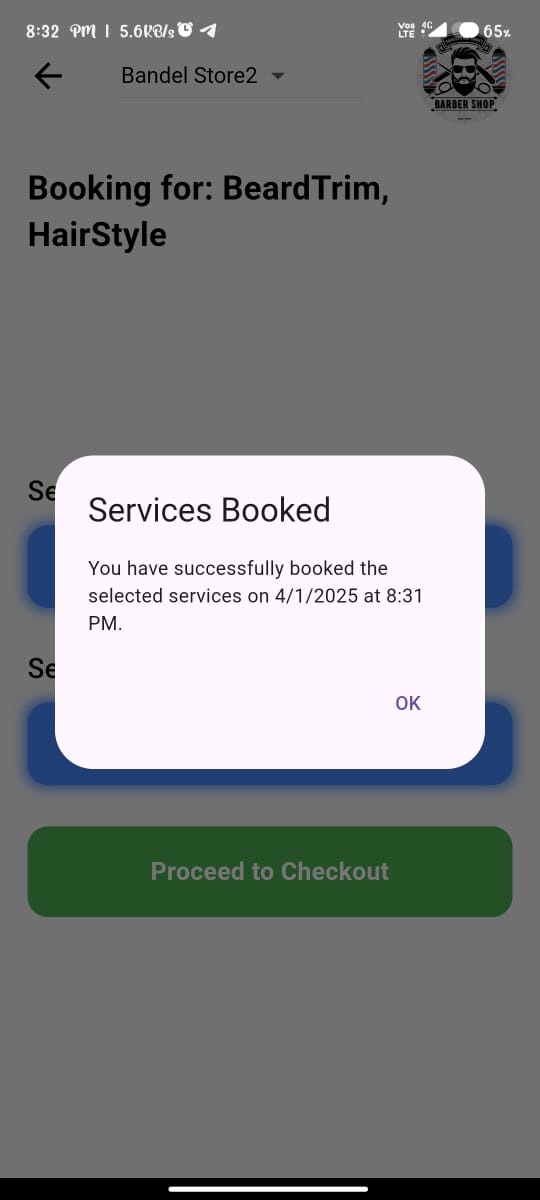 8:32 PM | 5.6KB/s Vo9 LTE 4G 65%
Bandel Store2
BARBER SHOP
Booking for: BeardTrim,
HairStyle
Se
Services Booked
You have successfully booked the
selected services on 4/1/2025 at 8:31
PM.
Se
OK
Proceed to Checkout